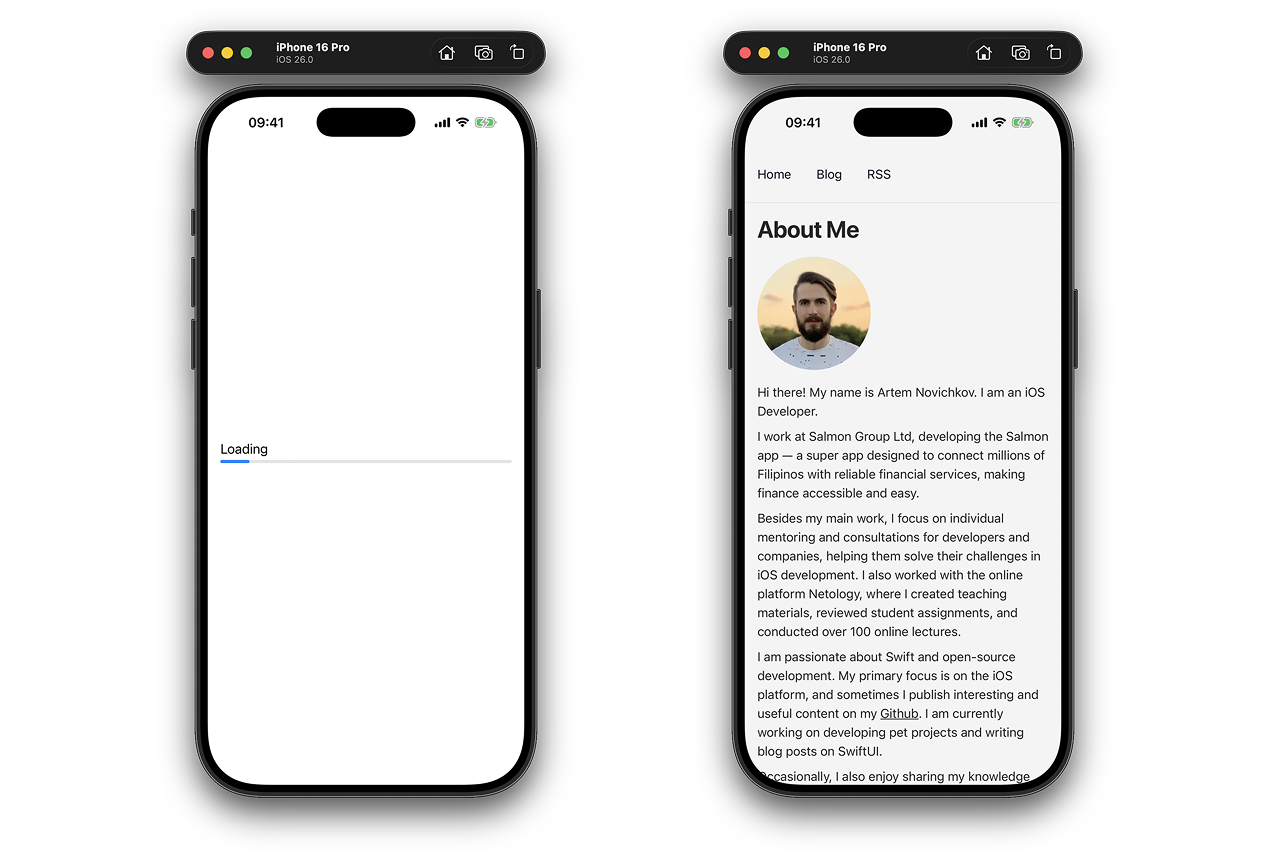 iPhone 16 Pro
iOS 26.0
09:41
Loading
iPhone 16 Pro
iOS 26.0
09:41
Home Blog RSS
About Me
Hi there! My name is Artem Novichkov. I am an iOS
Developer.
I work at Salmon Group Ltd, developing the Salmon
app — a super app designed to connect millions of
Filipinos with reliable financial services, making
finance accessible and easy.
Besides my main work, I focus on individual
mentoring and consultations for developers and
companies, helping them solve their challenges in
iOS development. I also worked with the online
platform Netology, where I created teaching
materials, reviewed student assignments, and
conducted over 100 online lectures.
I am passionate about Swift and open-source
development. My primary focus is on the iOS
platform, and sometimes I publish interesting and
useful content on my Github. I am currently
working on developing pet projects and writing
blog posts on SwiftUI.
Occasionally, I also enjoy sharing my knowledge